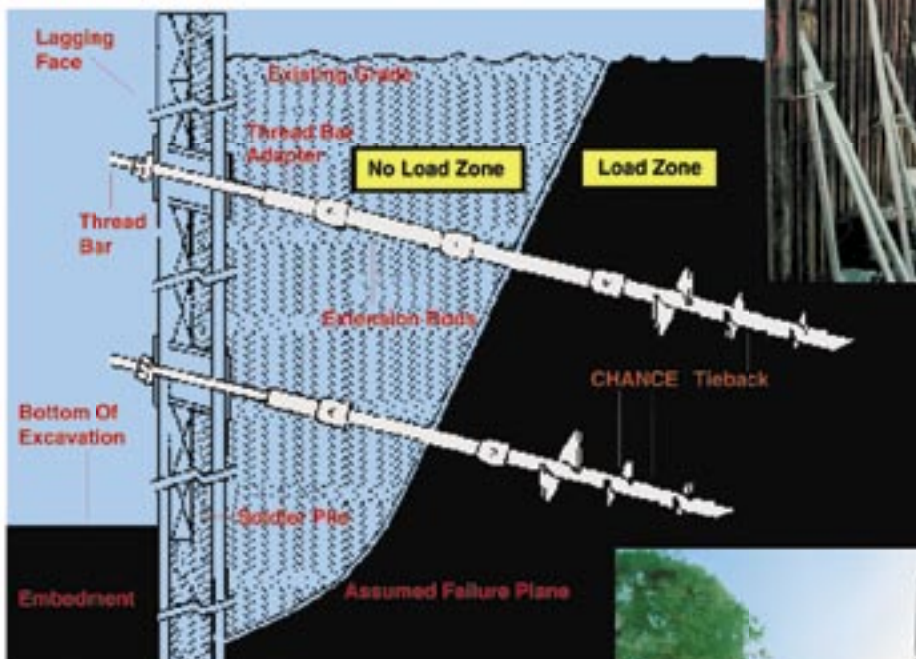 Lagging
Face
Existing Grade
Thread Bar
Adapter
No Load Zone
Load Zone
Thread
Bar
Extension Rods
CHANCE Tieback
Bottom Of
Excavation
Soldier Pile
Embedment
Assumed Failure Plane